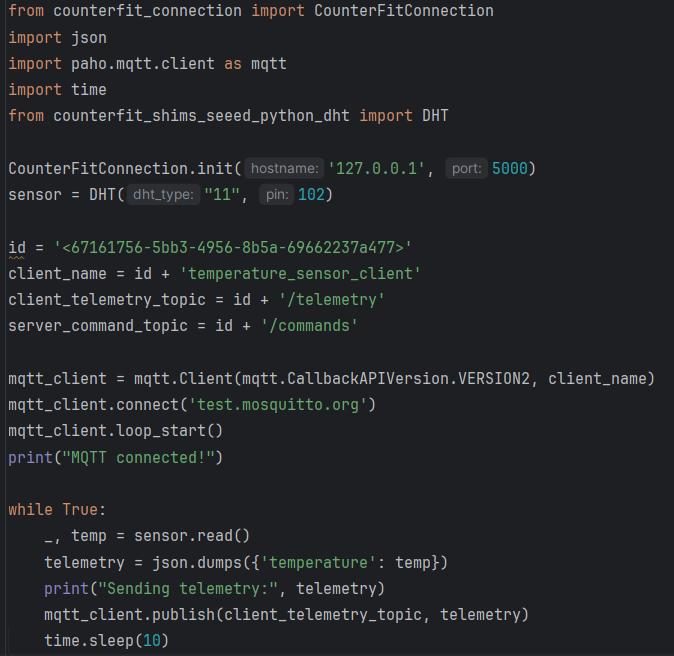 from counterfit_connection import CounterFitConnection
import json
import paho.mqtt.client as mqtt
import time
from counterfit_shims_seeed_python_dht import DHT
CounterFitConnection.init( hostname: '127.0.0.1', port: 5000)
sensor = DHT( dht_type: "11", pin: 102)
id = '<67161756-5bb3-4956-8b5a-69662237a477>'
client_name = id + 'temperature_sensor_client'
client_telemetry_topic = id + '/telemetry'
server_command_topic = id + '/commands'
mqtt_client = mqtt.Client(mqtt.CallbackAPIVersion.VERSION2, client_name)
mqtt_client.connect('test.mosquitto.org')
mqtt_client.loop_start()
print("MQTT connected!")
while True:
    _, temp = sensor.read()
    telemetry = json.dumps({'temperature': temp})
    print("Sending telemetry:", telemetry)
    mqtt_client.publish(client_telemetry_topic, telemetry)
    time.sleep(10)